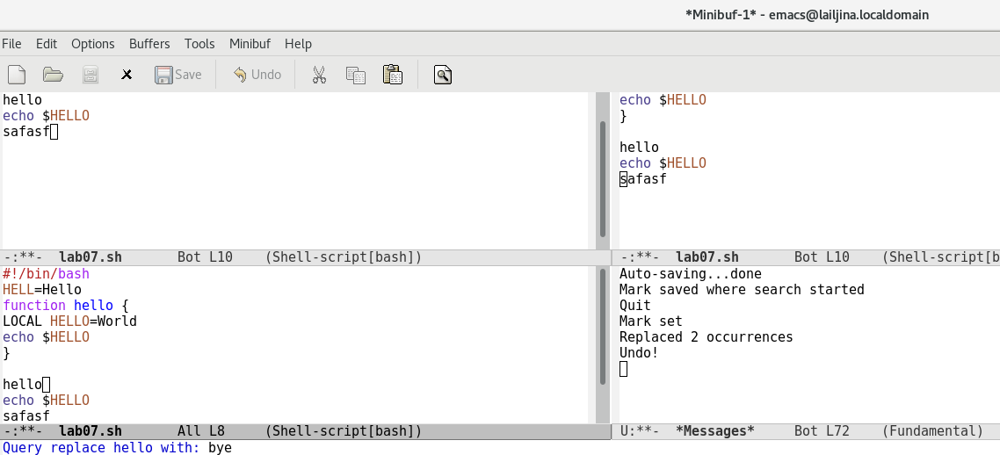 *Minibuf-1* - emacs@lailjina.localdomain
File Edit Options Buffers Tools Minibuf Help
Save Undo
hello
echo $HELLO
safasf
-:**- lab07.sh Bot L10 (Shell-script[bash])
echo $HELLO
}
hello
echo $HELLO
safasf
-:**- lab07.sh Bot L10 (Shell-script[b
#!/bin/bash
HELL=Hello
function hello {
LOCAL HELLO=World
echo $HELLO
}
hello
echo $HELLO
safasf
-:**- lab07.sh All L8 (Shell-script[bash])
Auto-saving...done
Mark saved where search started
Quit
Mark set
Replaced 2 occurrences
Undo!
U:**- *Messages* Bot L72 (Fundamental)
Query replace hello with: bye